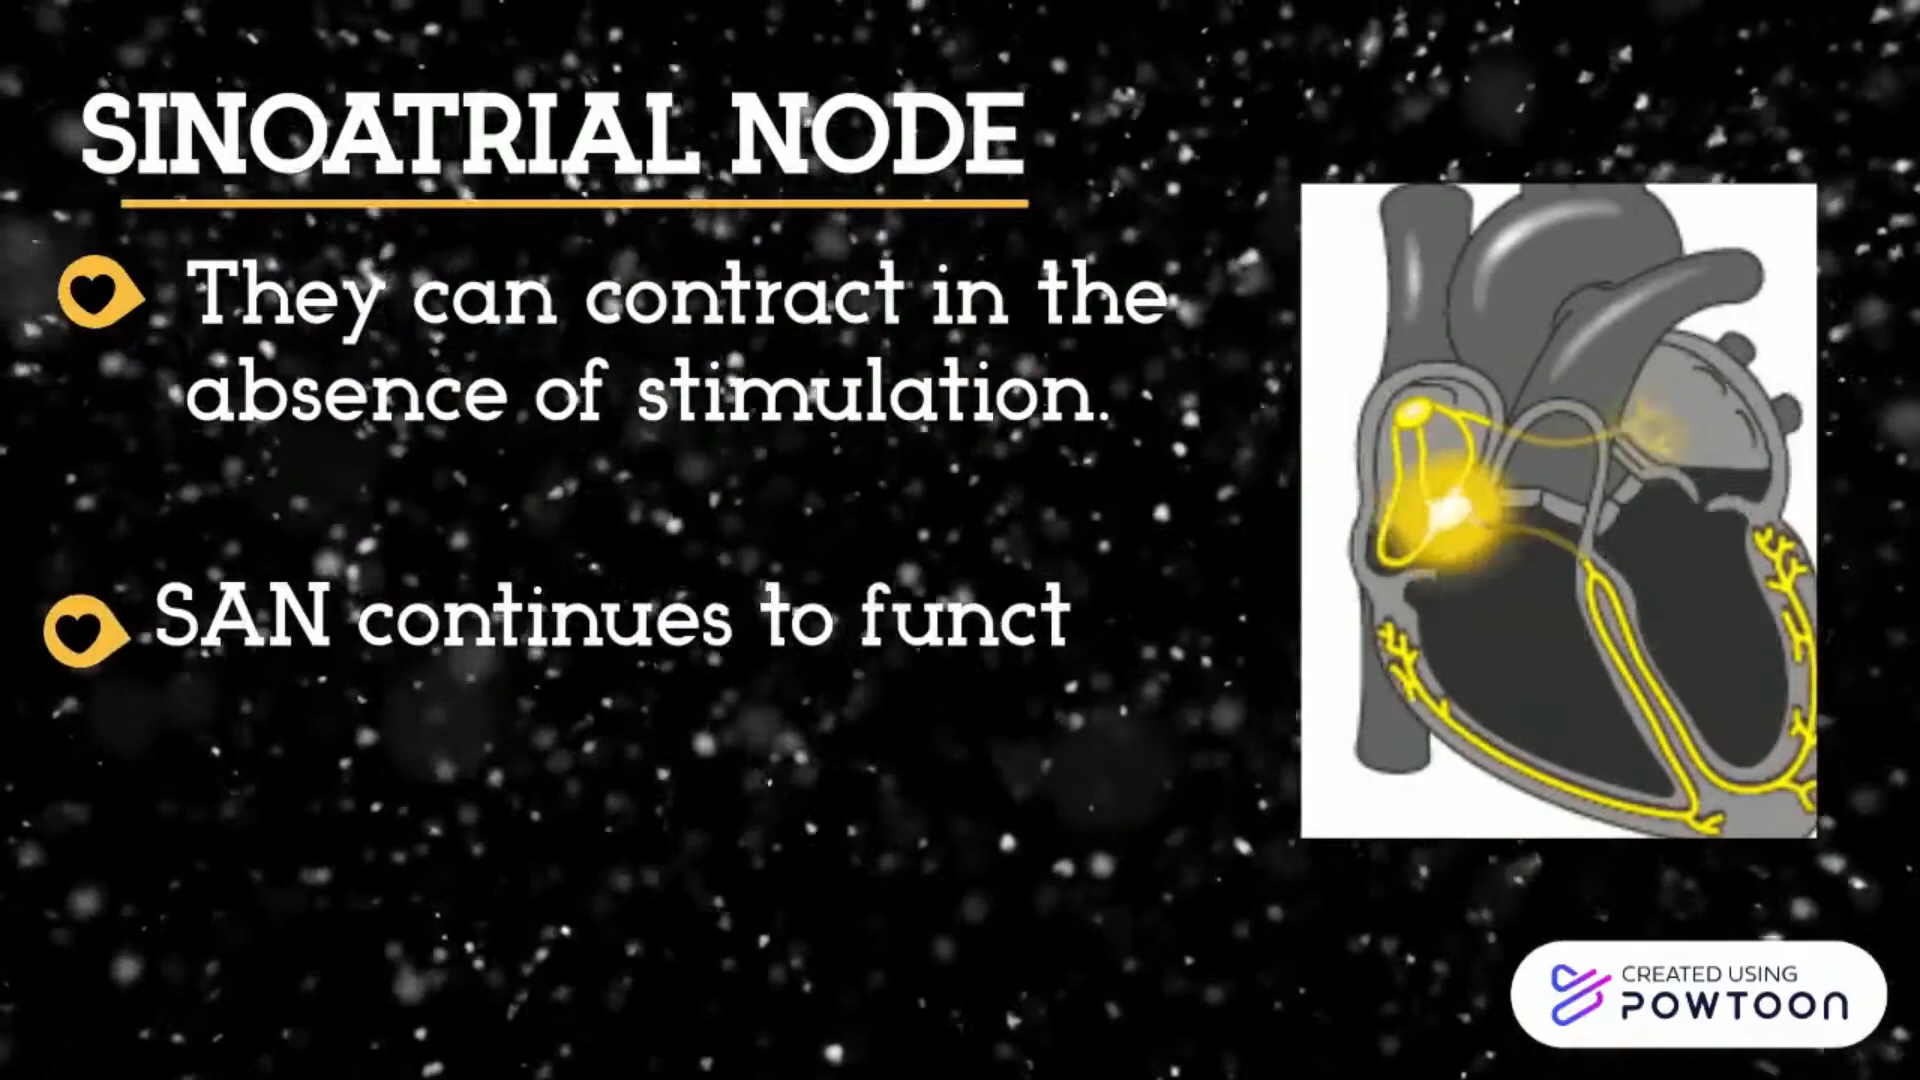 SINOATRIAL NODE
They can contract in the
absence of stimulation.
SAN continues to funct
CREATED USING
POWTOON